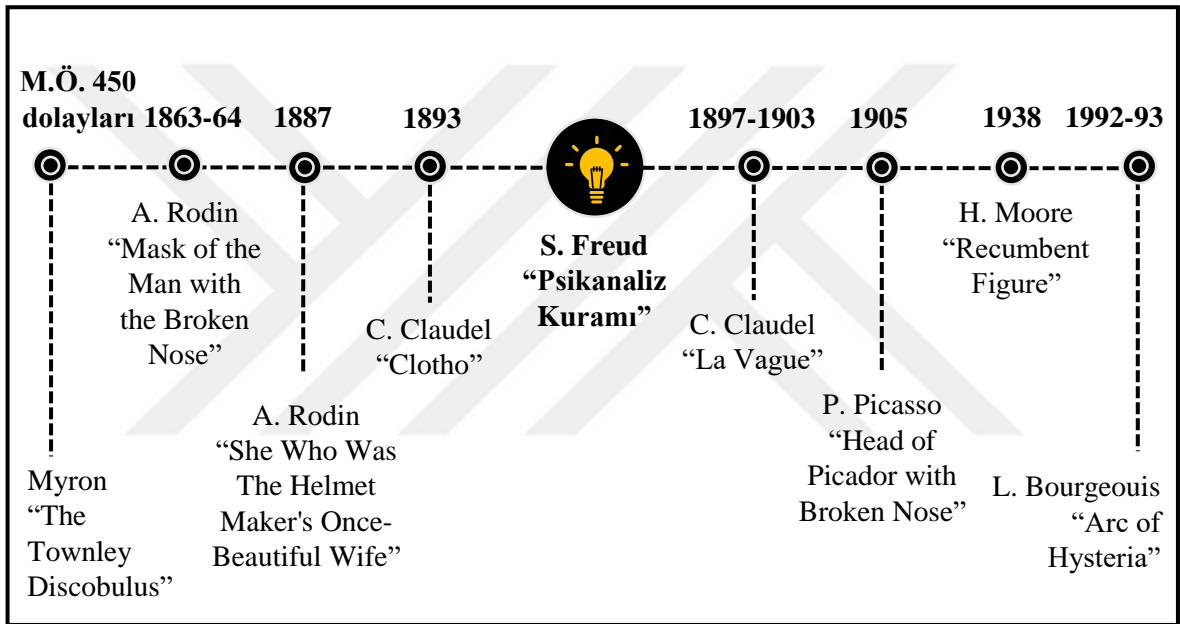 M.Ö. 450
dolayları
1863-64
1887
1893
1897-1903
1905
1938
1992-93
Myron
“The
Townley
Discobulus”
A. Rodin
“Mask of the
Man with
the Broken
Nose”
A. Rodin
“She Who Was
The Helmet
Maker's Once-
Beautiful Wife”
C. Claudel
“Clotho”
S. Freud
“Psikanaliz
Kuramı”
C. Claudel
“La Vague”
P. Picasso
“Head of
Picador with
Broken Nose”
H. Moore
“Recumbent
Figure”
L. Bourgeouis
“Arc of
Hysteria”